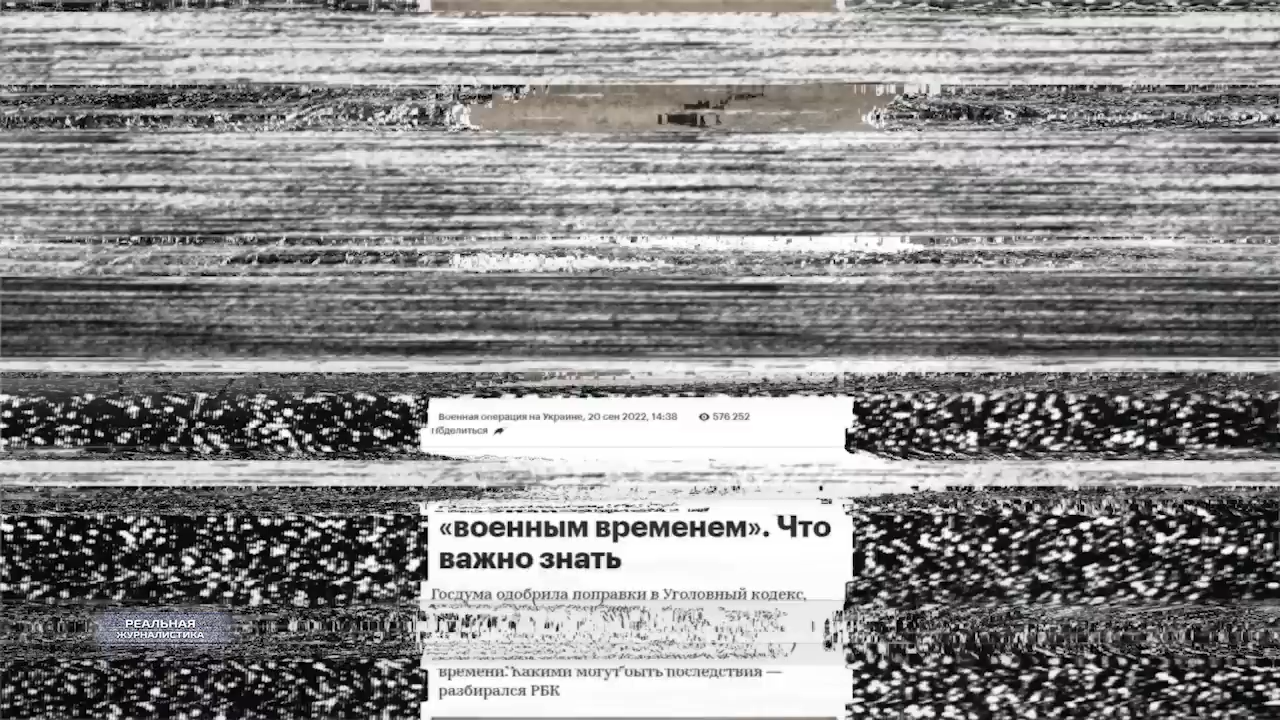 Военная операция на Украине, 20 сен 2022, 14:38 576 252
Поделиться
«военным временем». Что
важно знать
Госдума одобрила поправки в Уголовный кодекс,
времени. Какими могут быть последствия —
разбирался РБК
РЕАЛЬНАЯ
ЖУРНАЛИСТИКА